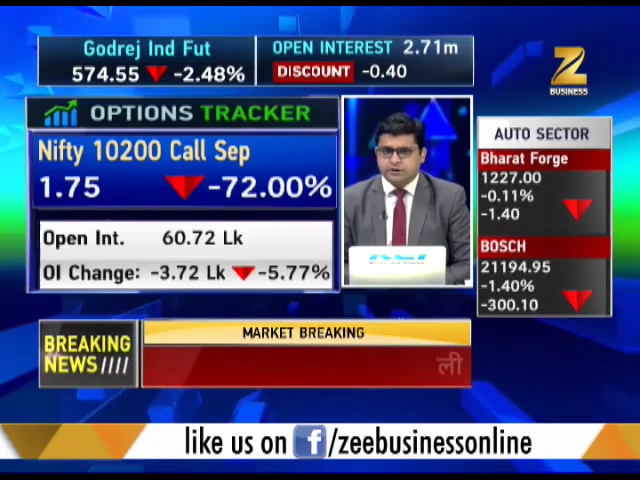 Godrej Ind Fut
574.55 -2.48%
OPEN INTEREST 2.71m
DISCOUNT -0.40
Z
BUSINESS
OPTIONS TRACKER
Nifty 10200 Call Sep
1.75 -72.00%
Open Int. 60.72 Lk
OI Change: -3.72 Lk -5.77%
AUTO SECTOR
Bharat Forge
1227.00
-0.11%
-1.40
BOSCH
21194.95
-1.40%
-300.10
BREAKING
NEWS ////
MARKET BREAKING
ली
like us on f/zeebusinessonline